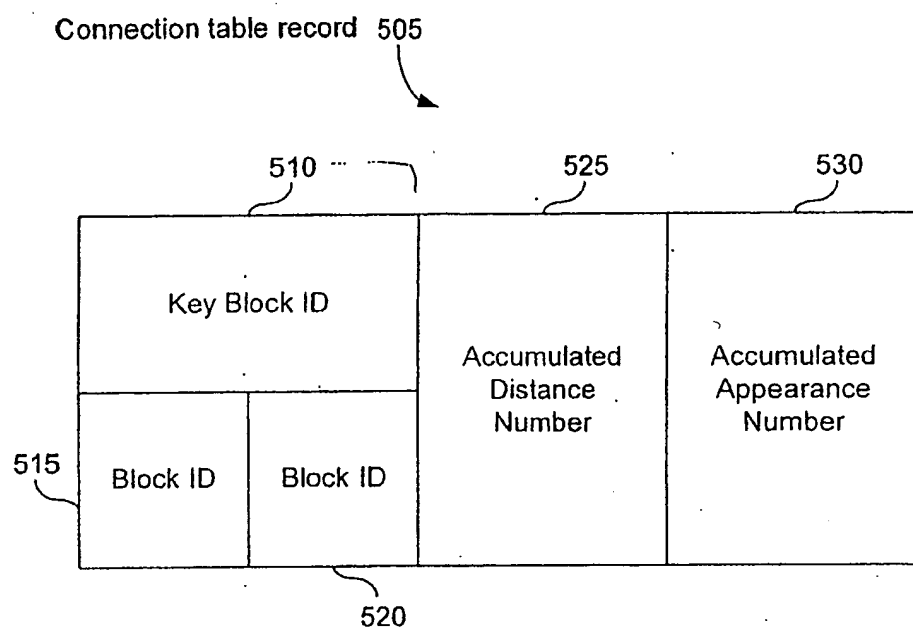 Connection table record 505
510 525 530
Key Block ID
Accumulated Distance Number
Accumulated Appearance Number
515 Block ID Block ID
520